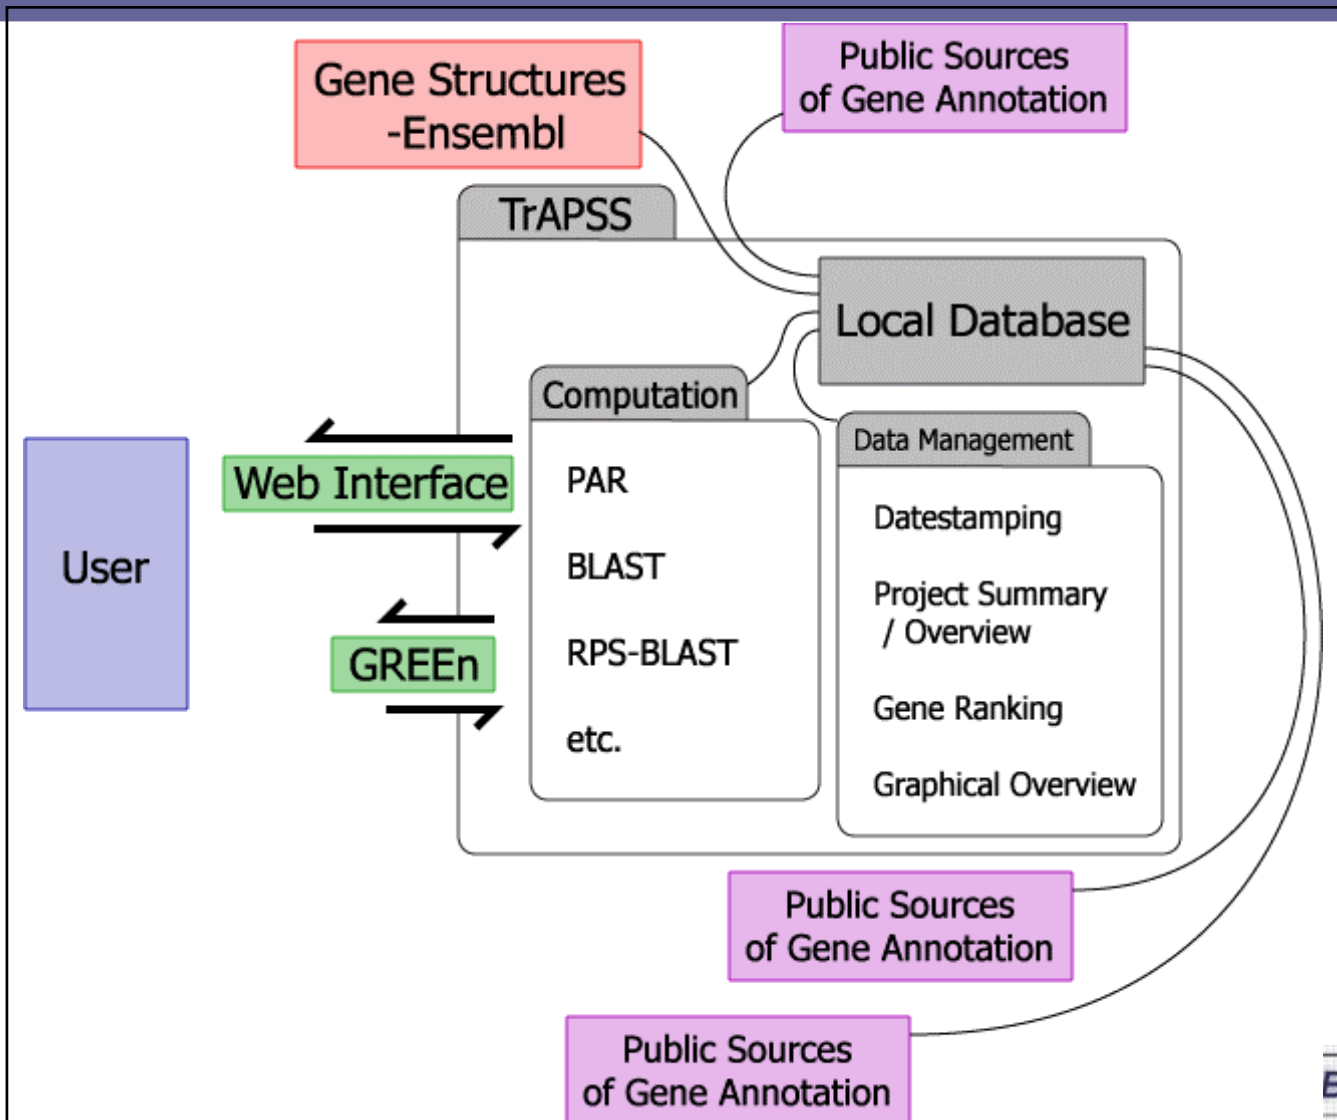 Gene Structures
-Ensembl
Public Sources
of Gene Annotation
TrAPSS
Local Database
Computation
PAR
BLAST
RPS-BLAST
etc.
Data Management
Datestamping
Project Summary
/ Overview
Gene Ranking
Graphical Overview
User
Web Interface
GREEn
Public Sources
of Gene Annotation
Public Sources
of Gene Annotation